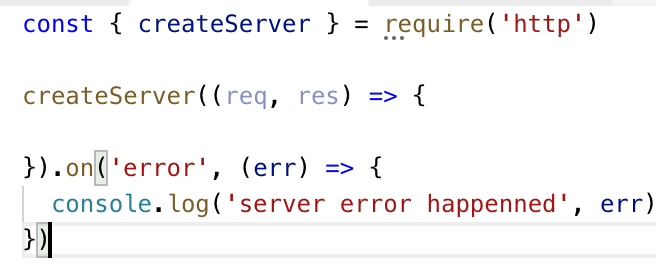 const { createServer } = require('http')
createServer((req, res) => {
}).on('error', (err) => {
console.log('server error happenned', err)
})